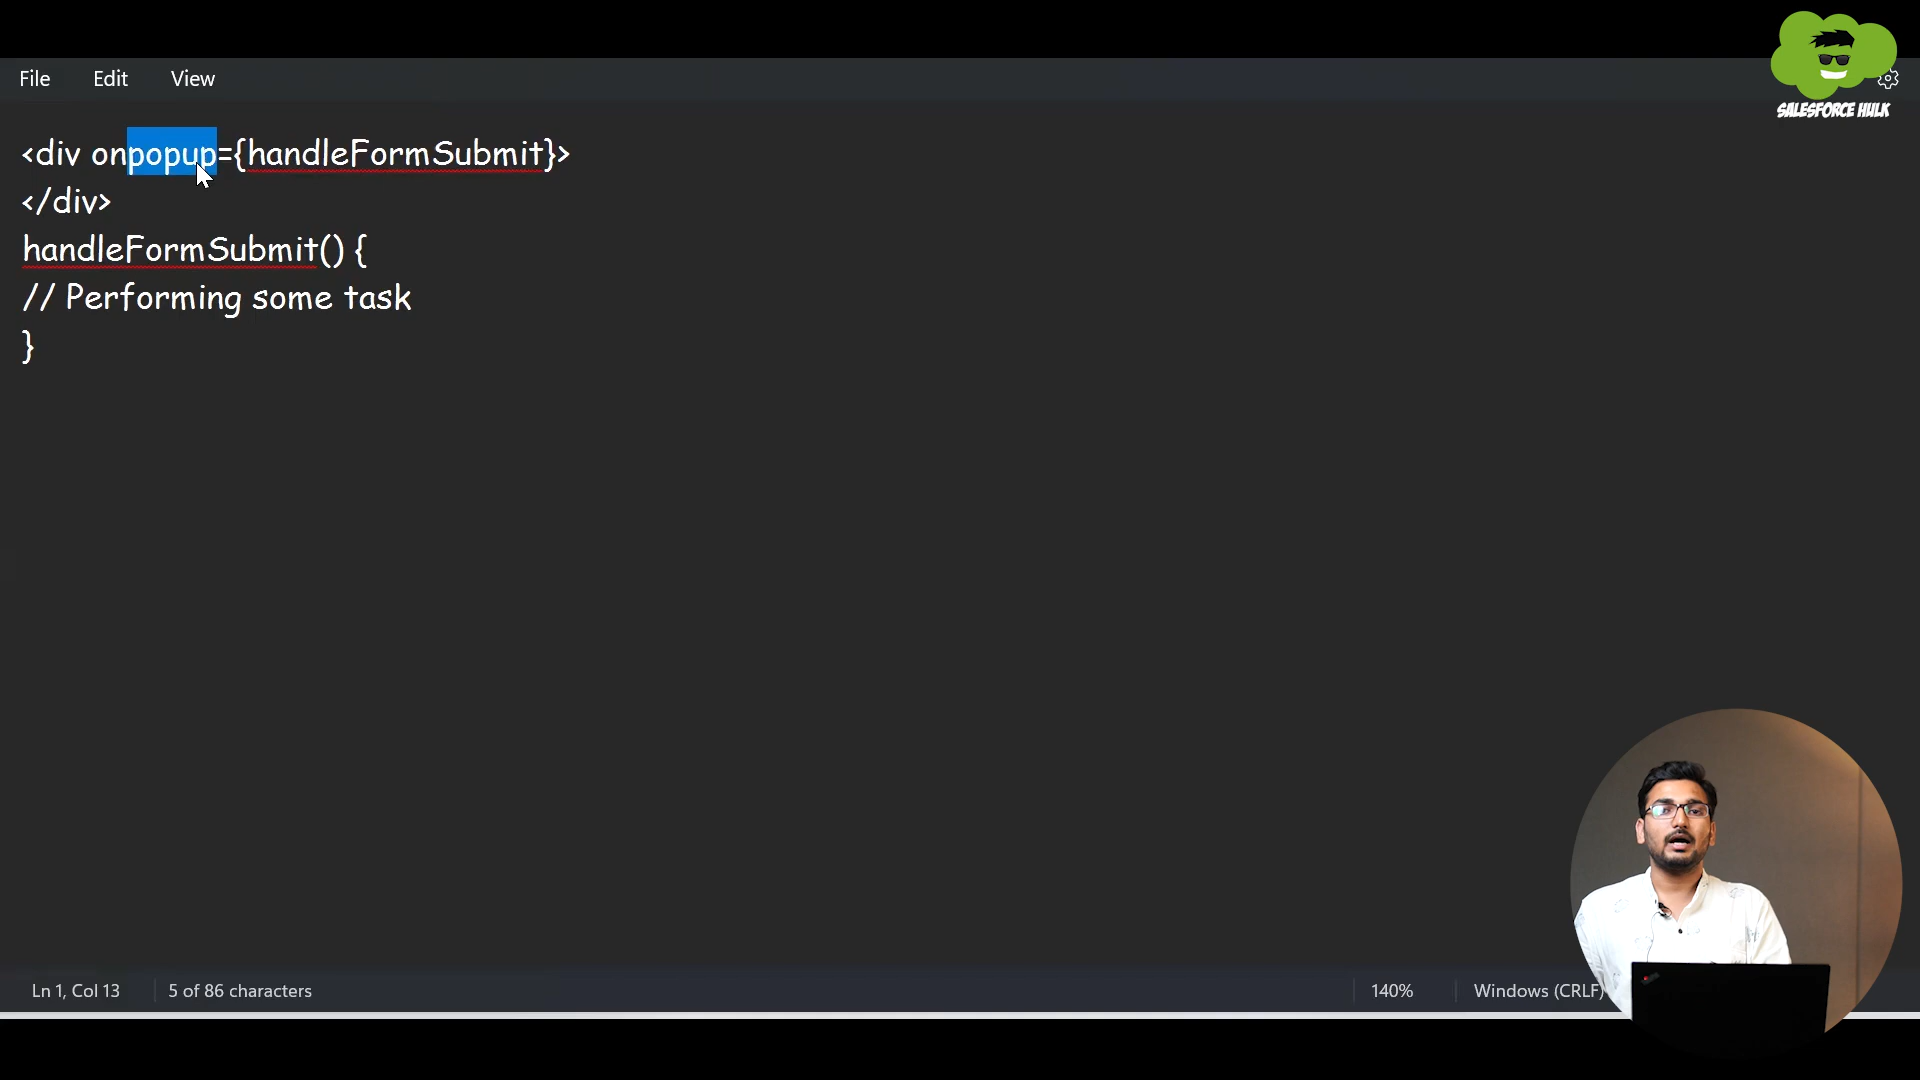 SALESFORCE HULK
File Edit View
<div onpopup={handleFormSubmit}>
</div>
handleFormSubmit() {
// Performing some task
}
Ln 1, Col 13 5 of 86 characters 140% Windows (CRLF)